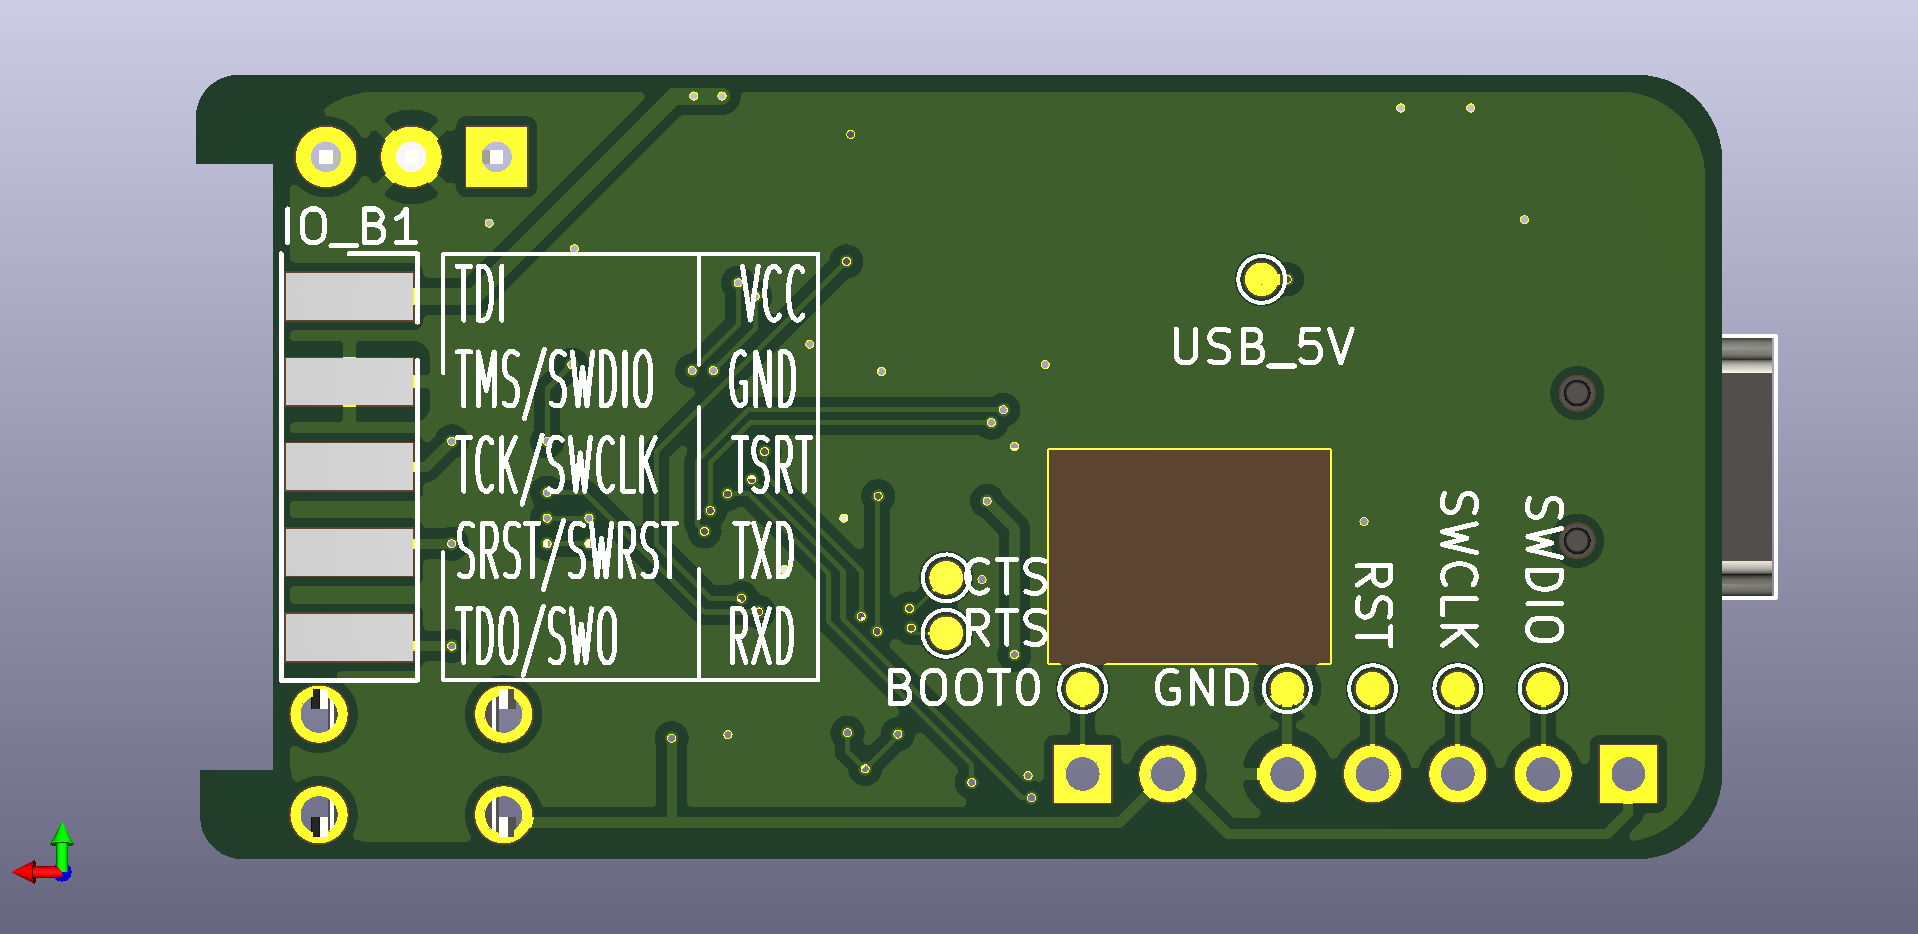 IO_B1
TDI VCC
TMS/SWDIO GND
TCK/SWCLK TSRT
SRST/SWRST TXD
TDO/SWO RXD
USB_5V
CTS
RTS
BOOT0
GND
RST
SWCLK
SWDIO